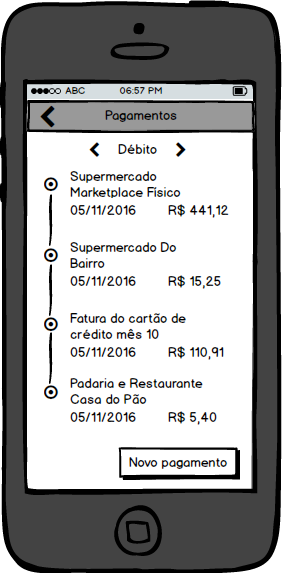 ABC 06:57 PM
Pagamentos
Débito
Supermercado
Marketplace Físico
05/11/2016 R$ 441,12
Supermercado Do
Bairro
05/11/2016 R$ 15,25
Fatura do cartão de
crédito mês 10
05/11/2016 R$ 110,91
Padaria e Restaurante
Casa do Pão
05/11/2016 R$ 5,40
Novo pagamento